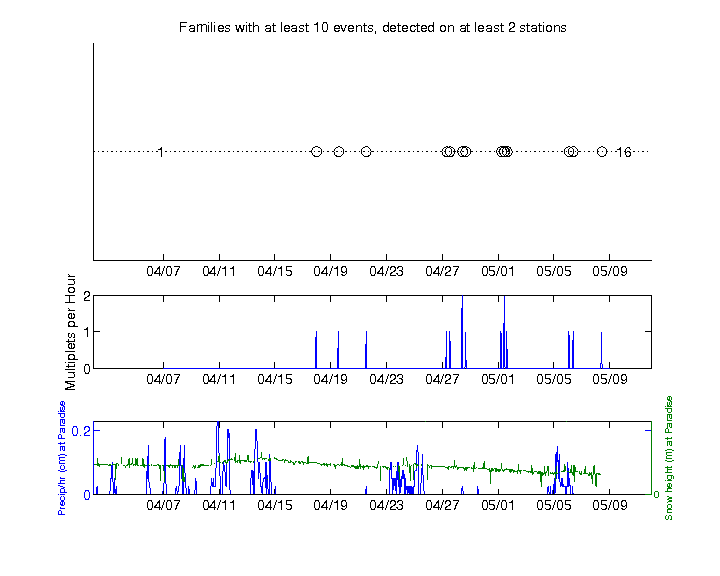 Families with at least 10 events, detected on at least 2 stations
1
16
04/07 04/11 04/15 04/19 04/23 04/27 05/01 05/05 05/09
Multiplets per Hour
2
1
0
04/07 04/11 04/15 04/19 04/23 04/27 05/01 05/05 05/09
Precip/hr (cm) at Paradise
0.2
0
Snow height (m) at Paradise
0
04/07 04/11 04/15 04/19 04/23 04/27 05/01 05/05 05/09